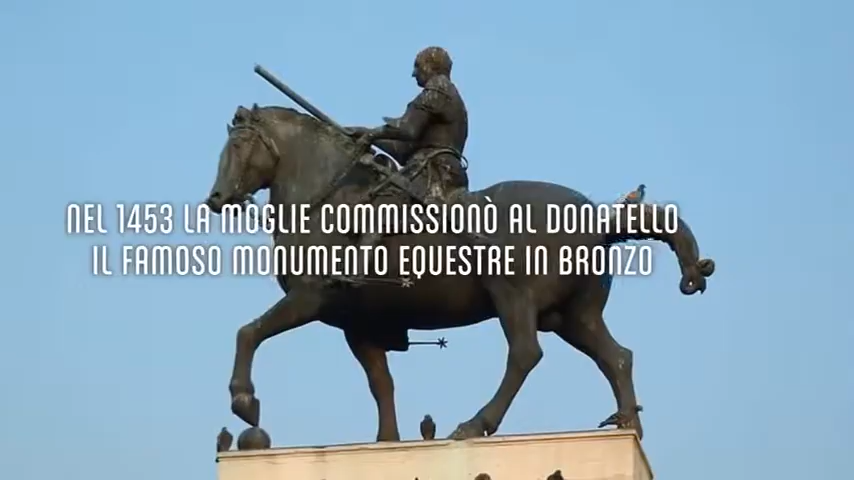 NEL 1453 LA MOGLIE COMMISSIONÒ AL DONATELLO
IL FAMOSO MONUMENTO EQUESTRE IN BRONZO